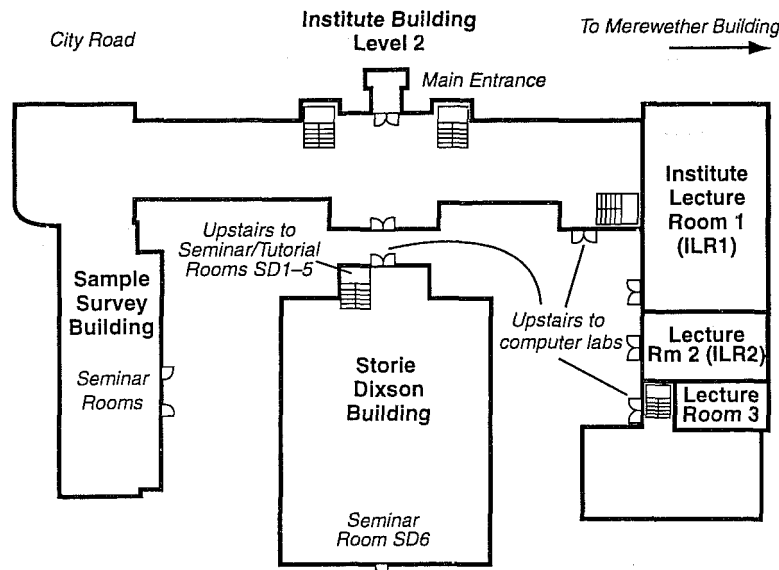 City Road
Institute Building
Level 2
To Merewether Building
Main Entrance
Institute
Lecture
Room 1
(ILR1)
Upstairs to
Seminar/Tutorial
Rooms SD1–5
Sample
Survey
Building
Upstairs to
computer labs
Lecture
Rm 2 (ILR2)
Storie
Dixson
Building
Seminar
Rooms
Lecture
Room 3
Seminar
Room SD6